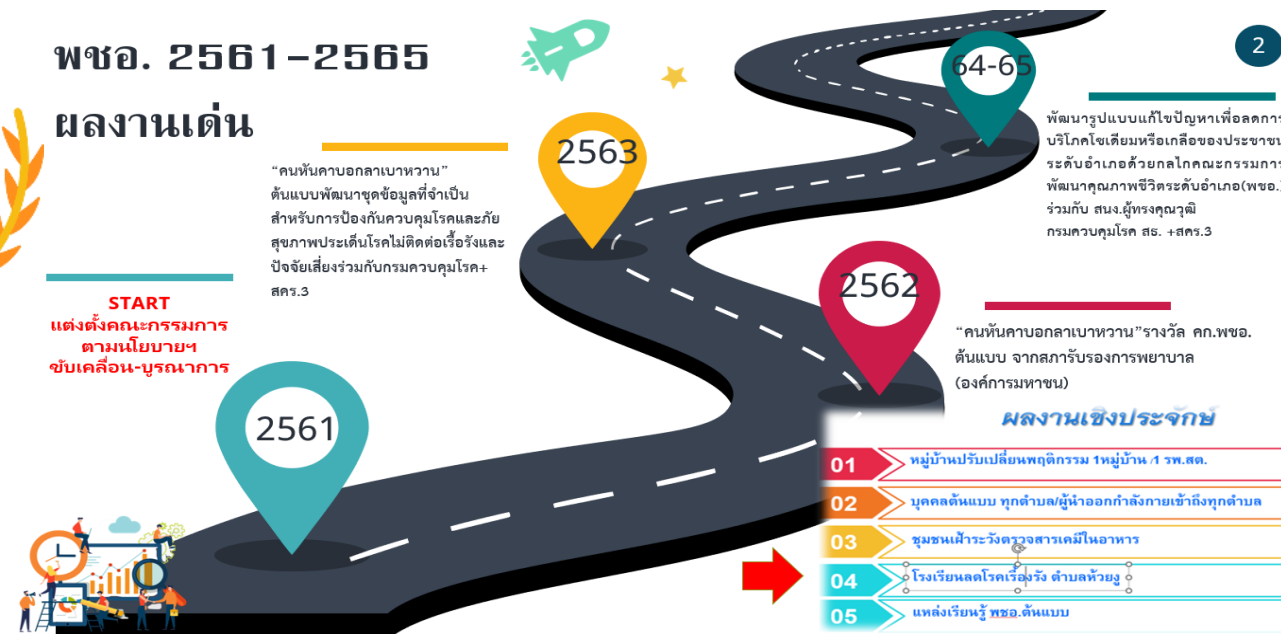 พชอ. 2561-2565
ผลงานเด่น
2
64-65
พัฒนารูปแบบแก้ไขปัญหาเพื่อลดการ
บริโภคโซเดียมหรือเกลือของประชาชน
ระดับอำเภอด้วยกลไกคณะกรรมการ
พัฒนาคุณภาพชีวิตระดับอำเภอ(พชอ.)
ร่วมกับ สนง.ผู้ทรงคุณวุฒิ
กรมควบคุมโรค สธ. +สคร.3
2563
“คนหันคาบอกลาเบาหวาน”
ต้นแบบพัฒนาชุดข้อมูลที่จำเป็น
สำหรับการป้องกันควบคุมโรคและภัย
สุขภาพประเด็นโรคไม่ติดต่อเรื้อรังและ
ปัจจัยเสี่ยงร่วมกับกรมควบคุมโรค+
สคร.3
2562
“คนหันคาบอกลาเบาหวาน”รางวัล คก.พชอ.
ต้นแบบ จากสภารับรองการพยาบาล
(องค์การมหาชน)
START
แต่งตั้งคณะกรรมการ
ตามนโยบายฯ
ขับเคลื่อน-บูรณาการ
2561
ผลงานเชิงประจักษ์
01 หมู่บ้านปรับเปลี่ยนพฤติกรรม 1หมู่บ้าน /1 รพ.สต.
02 บุคคลต้นแบบ ทุกตำบล/ผู้นำออกกำลังกายเข้าถึงทุกตำบล
03 ชุมชนเฝ้าระวังตรวจสารเคมีในอาหาร
04 โรงเรียนลดโรคเรื้อรัง ตำบลห้วยงู
05 แหล่งเรียนรู้ พชอ.ต้นแบบ